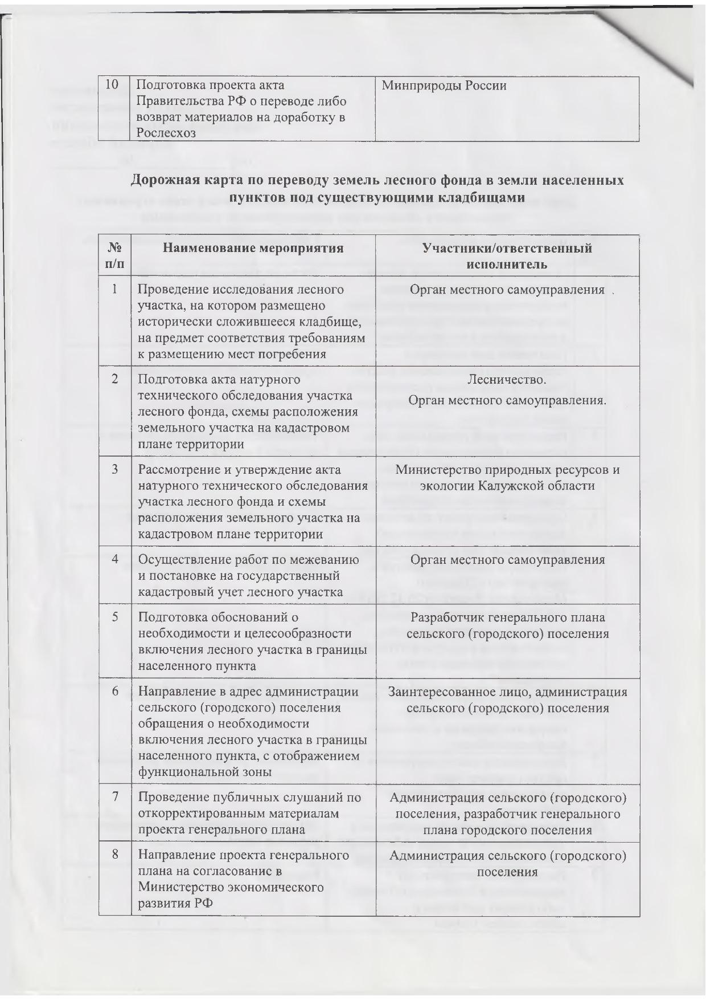 10
Подготовка проекта акта
Правительства РФ о переводе либо
возврат материалов на доработку в
Рослесхоз
Минприроды России
Дорожная карта по переводу земель лесного фонда в земли населенных
пунктов под существующими кладбищами
№
п/п
Наименование мероприятия
Участники/ответственный
исполнитель
1
Проведение исследования лесного
участка, на котором размещено
исторически сложившееся кладбище,
на предмет соответствия требованиям
к размещению мест погребения
Орган местного самоуправления
2
Подготовка акта натурного
технического обследования участка
лесного фонда, схемы расположения
земельного участка на кадастровом
плане территории
Лесничество.
Орган местного самоуправления.
3
Рассмотрение и утверждение акта
натурного технического обследования
участка лесного фонда и схемы
расположения земельного участка на
кадастровом плане территории
Министерство природных ресурсов и
экологии Калужской области
4
Осуществление работ по межеванию
и постановке на государственный
кадастровый учет лесного участка
Орган местного самоуправления
5
Подготовка обоснований о
необходимости и целесообразности
включения лесного участка в границы
населенного пункта
Разработчик генерального плана
сельского (городского) поселения
6
Направление в адрес администрации
сельского (городского) поселения
обращения о необходимости
включения лесного участка в границы
населенного пункта, с отображением
функциональной зоны
Заинтересованное лицо, администрация
сельского (городского) поселения
7
Проведение публичных слушаний по
откорректированным материалам
проекта генерального плана
Администрация сельского (городского)
поселения, разработчик генерального
плана городского поселения
8
Направление проекта генерального
плана на согласование в
Министерство экономического
развития РФ
Администрация сельского (городского)
поселения